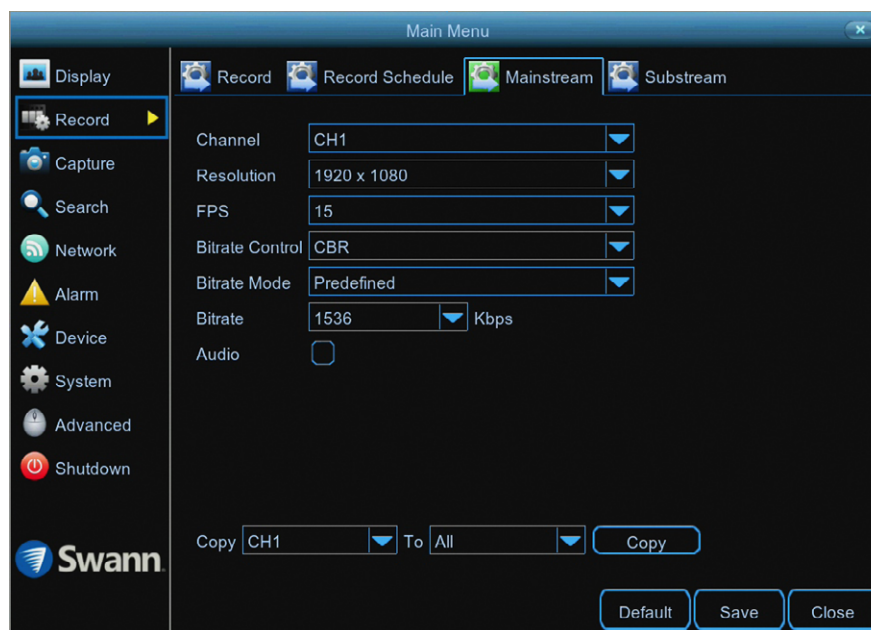 Main Menu
Display
Record
Capture
Search
Network
Alarm
Device
System
Advanced
Shutdown
Swann
Record Record Schedule Mainstream Substream
Channel CH1
Resolution 1920 x 1080
FPS 15
Bitrate Control CBR
Bitrate Mode Predefined
Bitrate 1536 Kbps
Audio
Copy CH1 To All Copy
Default Save Close